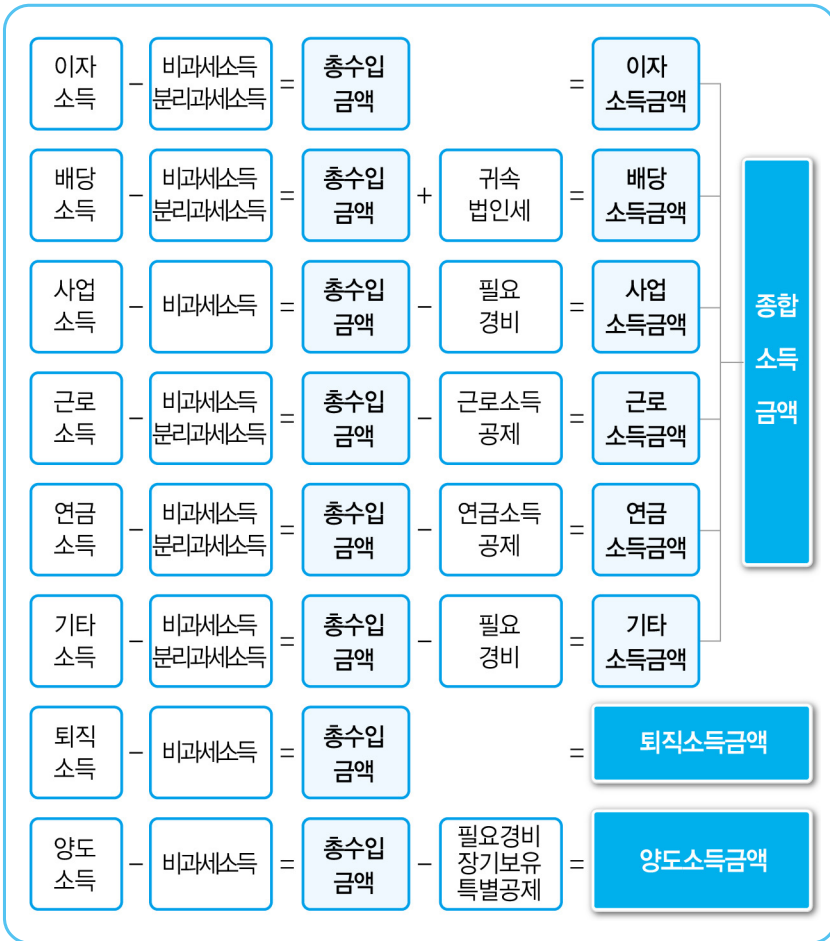 이자
소득
–
비과세소득
분리과세소득
=
총수입
금액
=
이자
소득금액
배당
소득
–
비과세소득
분리과세소득
=
총수입
금액
+
귀속
법인세
=
배당
소득금액
사업
소득
–
비과세소득
=
총수입
금액
–
필요
경비
=
사업
소득금액
근로
소득
–
비과세소득
분리과세소득
=
총수입
금액
–
근로소득
공제
=
근로
소득금액
연금
소득
–
비과세소득
분리과세소득
=
총수입
금액
–
연금소득
공제
=
연금
소득금액
기타
소득
–
비과세소득
분리과세소득
=
총수입
금액
–
필요
경비
=
기타
소득금액
종합
소득
금액
퇴직
소득
–
비과세소득
=
총수입
금액
=
퇴직소득금액
양도
소득
–
비과세소득
=
총수입
금액
–
필요경비
장기보유
특별공제
=
양도소득금액